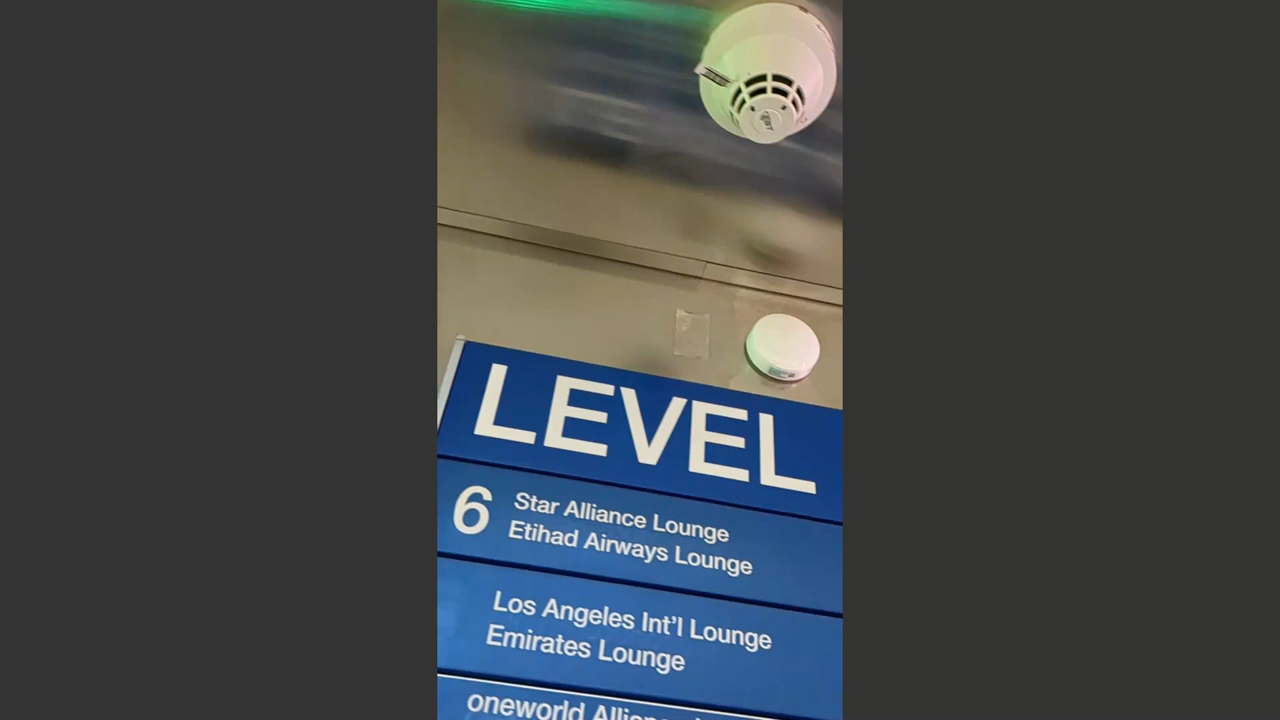 LEVEL
6 Star Alliance Lounge
Etihad Airways Lounge
Los Angeles Int'l Lounge
Emirates Lounge
oneworld